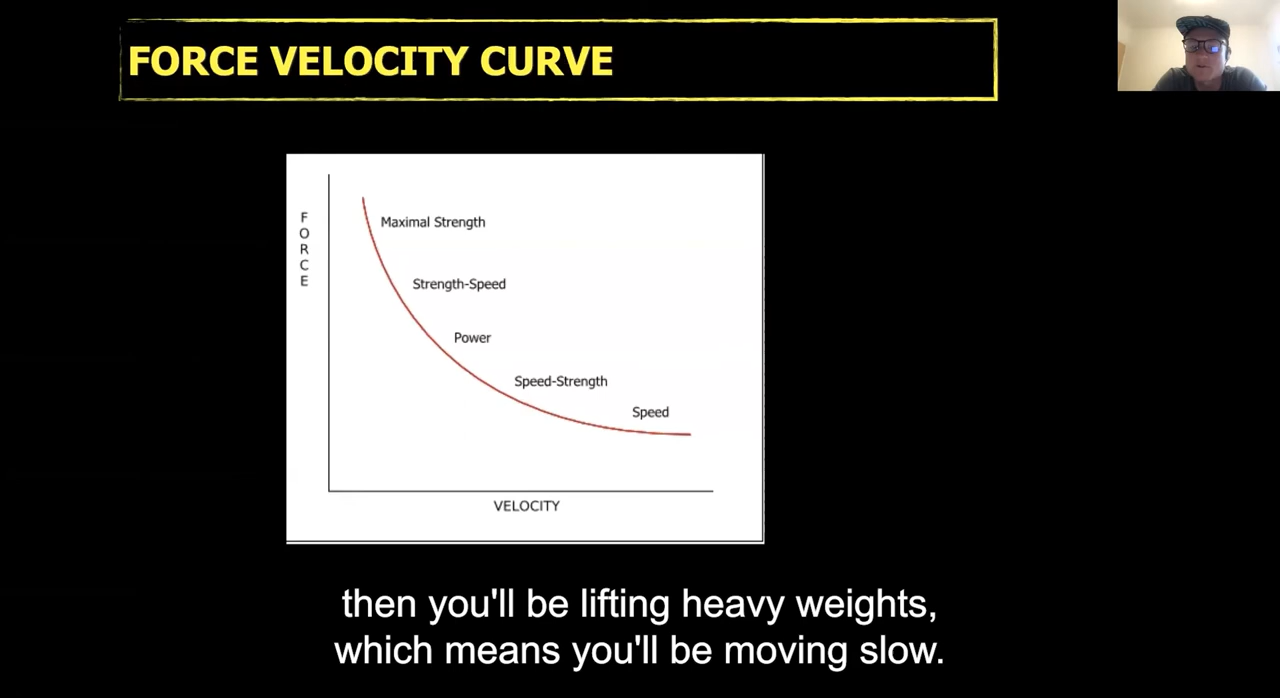 FORCE VELOCITY CURVE
F
O
R
C
E
Maximal Strength
Strength-Speed
Power
Speed-Strength
Speed
VELOCITY
then you'll be lifting heavy weights,
which means you'll be moving slow.